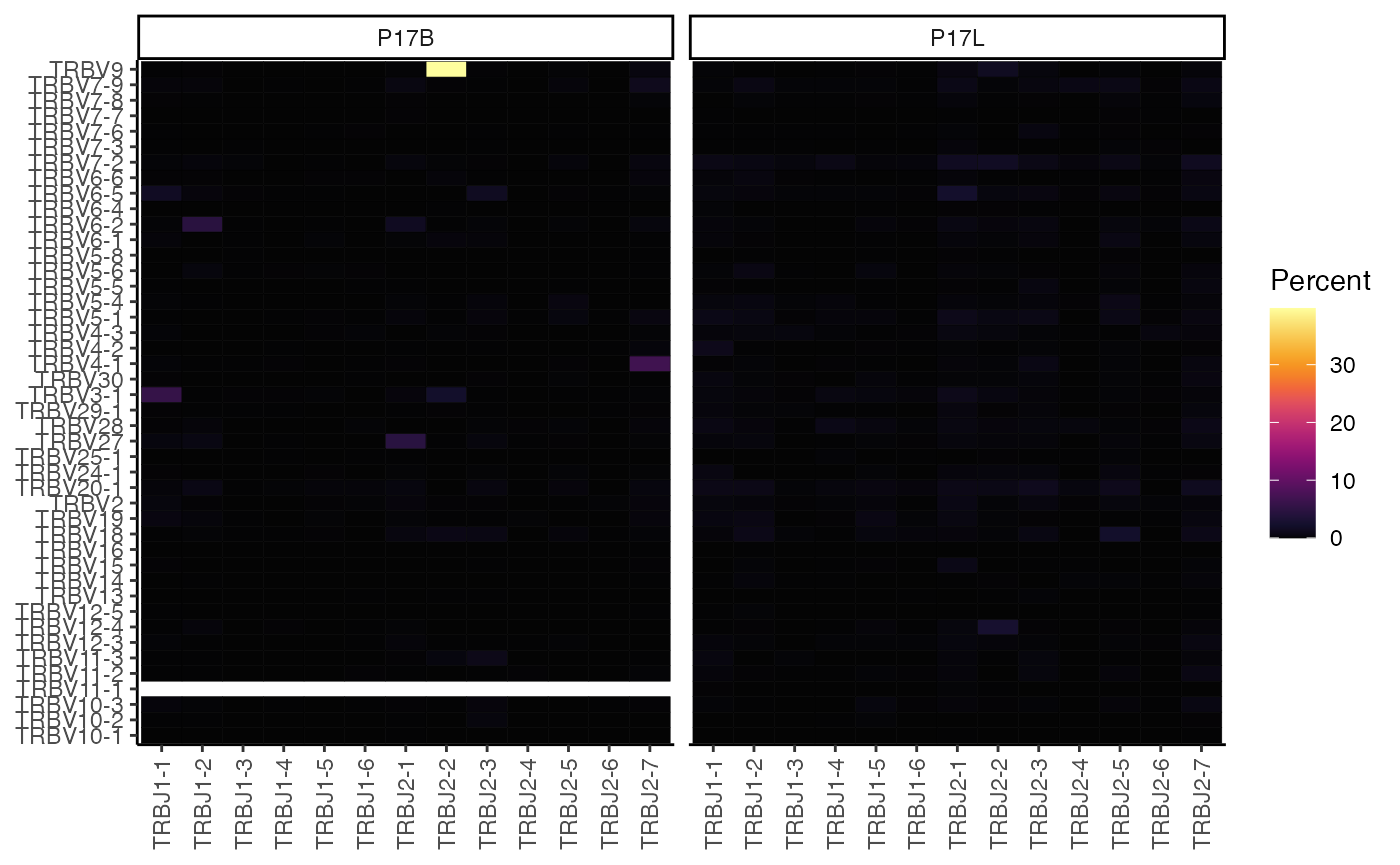 P17B
P17L
TRBV9
TRBV7-9
TRBV7-8
TRBV7-7
TRBV7-6
TRBV7-3
TRBV7-2
TRBV6-6
TRBV6-5
TRBV6-4
TRBV6-2
TRBV6-1
TRBV5-8
TRBV5-6
TRBV5-5
TRBV5-4
TRBV5-1
TRBV4-3
TRBV4-2
TRBV4-1
TRBV30
TRBV3-1
TRBV29-1
TRBV28
TRBV27
TRBV25-1
TRBV24-1
TRBV20-1
TRBV2
TRBV19
TRBV18
TRBV16
TRBV15
TRBV14
TRBV13
TRBV12-5
TRBV12-4
TRBV12-3
TRBV11-3
TRBV11-2
TRBV11-1
TRBV10-3
TRBV10-2
TRBV10-1
TRBJ1-1
TRBJ1-2
TRBJ1-3
TRBJ1-4
TRBJ1-5
TRBJ1-6
TRBJ2-1
TRBJ2-2
TRBJ2-3
TRBJ2-4
TRBJ2-5
TRBJ2-6
TRBJ2-7
TRBJ1-1
TRBJ1-2
TRBJ1-3
TRBJ1-4
TRBJ1-5
TRBJ1-6
TRBJ2-1
TRBJ2-2
TRBJ2-3
TRBJ2-4
TRBJ2-5
TRBJ2-6
TRBJ2-7
Percent
30
20
10
0